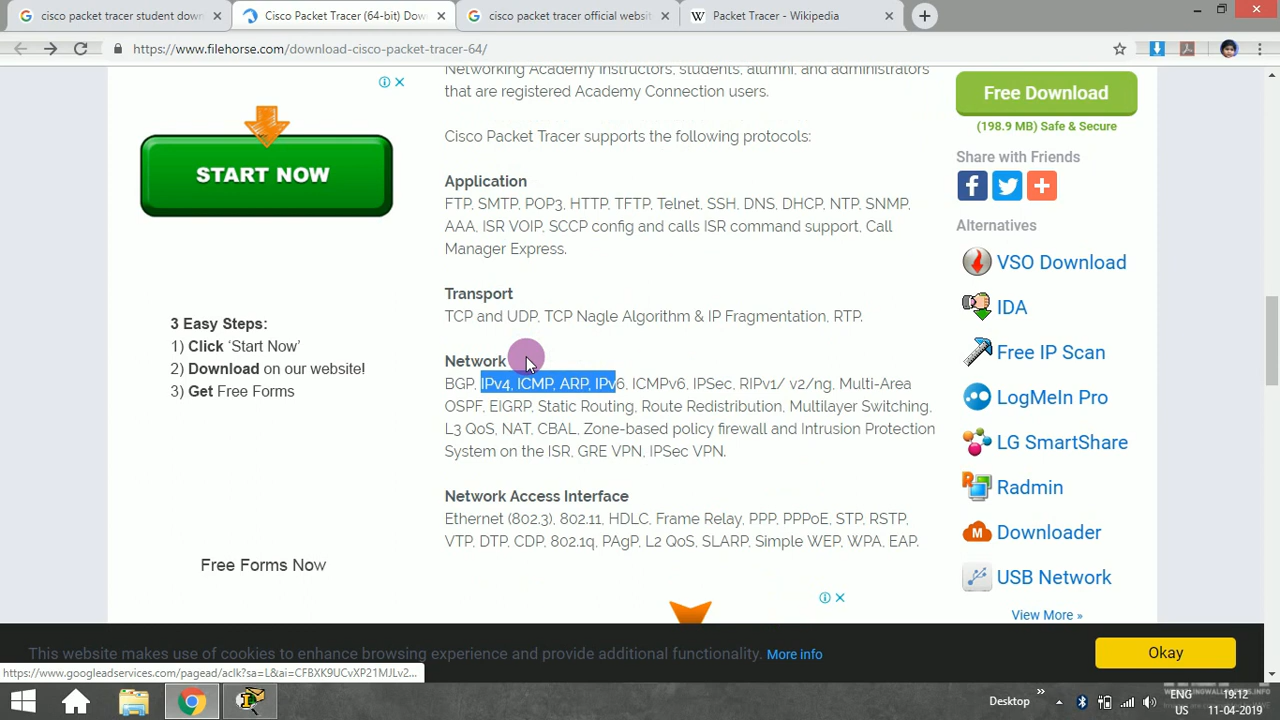 cisco packet tracer student down
Cisco Packet Tracer (64-bit) Dow
cisco packet tracer official websit
W Packet Tracer - Wikipedia
https://www.filehorse.com/download-cisco-packet-tracer-64/
Networking Academy Instructors, students, alumni, and administrators
that are registered Academy Connection users.
Cisco Packet Tracer supports the following protocols:
Application
FTP, SMTP, POP3, HTTP, TFTP, Telnet, SSH, DNS, DHCP, NTP, SNMP,
AAA, ISR VOIP, SCCP config and calls ISR command support, Call
Manager Express.
Transport
TCP and UDP, TCP Nagle Algorithm & IP Fragmentation, RTP.
Network
BGP, IPv4, ICMP, ARP, IPv6, ICMPv6, IPSec, RIPv1/ v2/ng, Multi-Area
OSPF, EIGRP, Static Routing, Route Redistribution, Multilayer Switching,
L3 QoS, NAT, CBAL, Zone-based policy firewall and Intrusion Protection
System on the ISR, GRE VPN, IPSec VPN.
Network Access Interface
Ethernet (802.3), 802.11, HDLC, Frame Relay, PPP, PPPoE, STP, RSTP,
VTP, DTP, CDP, 802.1q, PAgP, L2 QoS, SLARP, Simple WEP, WPA, EAP.
START NOW
3 Easy Steps:
1) Click ‘Start Now’
2) Download on our website!
3) Get Free Forms
Free Forms Now
Free Download
(198.9 MB) Safe & Secure
Share with Friends
Alternatives
VSO Download
IDA
Free IP Scan
LogMeIn Pro
LG SmartShare
Radmin
Downloader
USB Network
View More »
This website makes use of cookies to enhance browsing experience and provide additional functionality. More info
Okay
https://www.googleadservices.com/pagead/aclk?sa=L&ai=CFBXK9UCvXP21MJLv2...
Desktop
ENG
US
19:12
11-04-2019